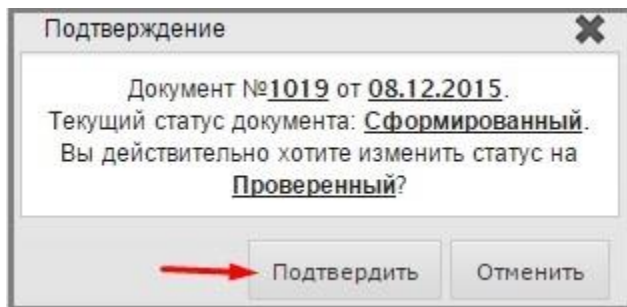 Подтверждение
Документ №1019 от 08.12.2015.
Текущий статус документа: Сформированный.
Вы действительно хотите изменить статус на
Проверенный?
Подтвердить Отменить